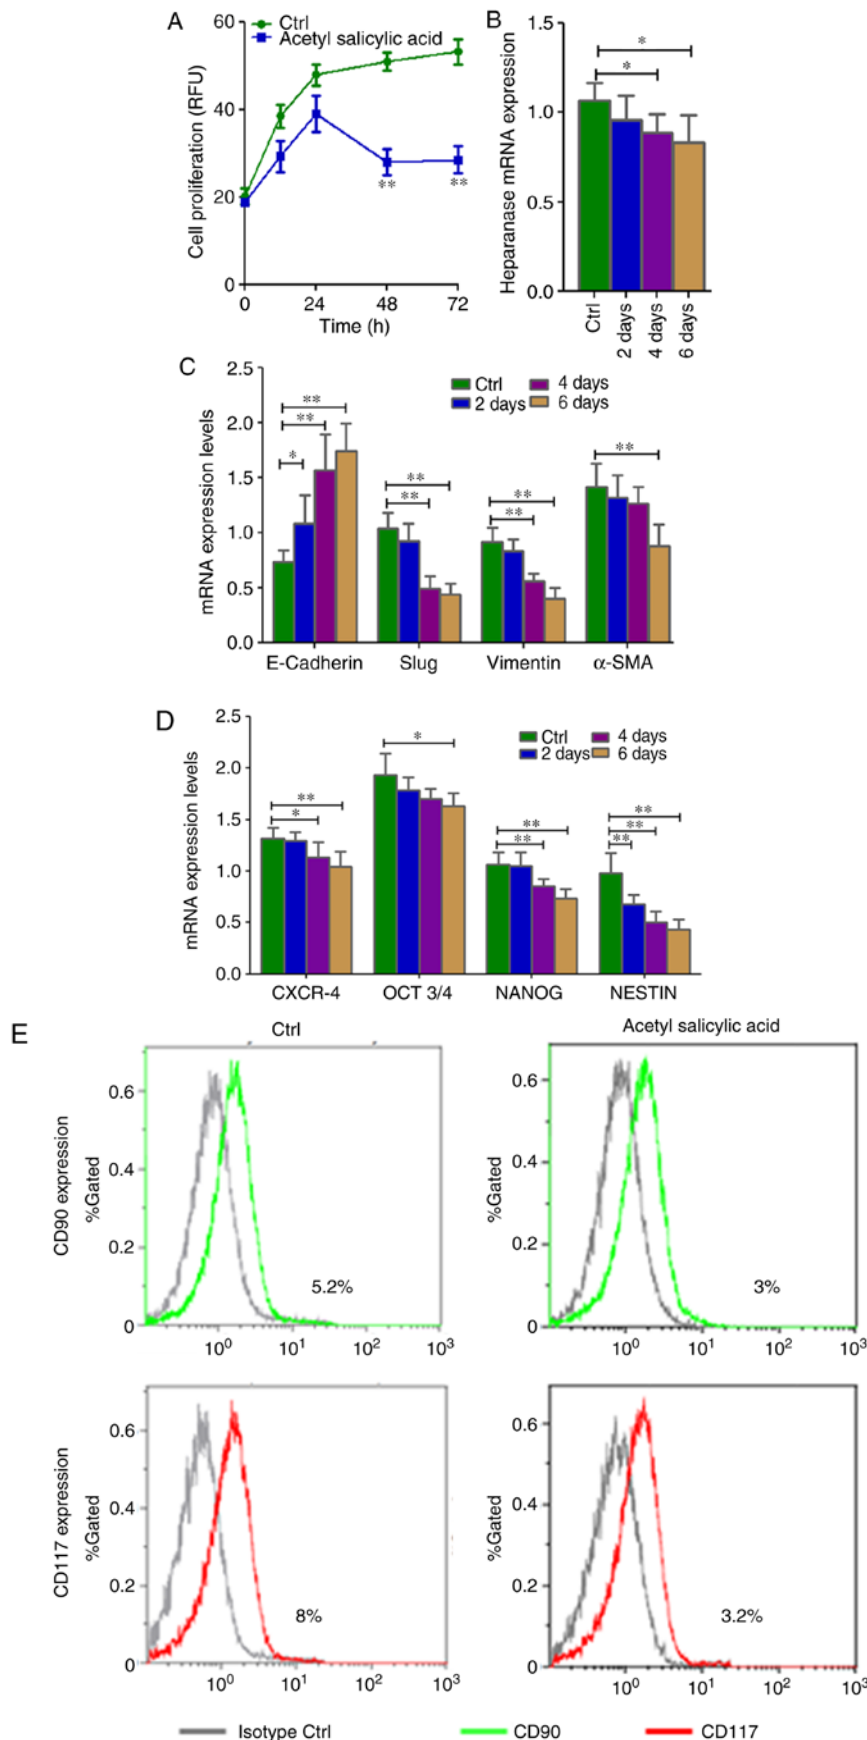 A
Ctrl
Acetyl salicylic acid
Cell proliferation (RFU)
60
40
20
0
** **
0 24 48 72
Time (h)
B
Heparanase mRNA expression
1.5
1.0
0.5
0.0
*
*
Ctrl
2 days
4 days
6 days
C
mRNA expression levels
2.5
2.0
1.5
1.0
0.5
0.0
Ctrl 4 days
2 days 6 days
**
**
*
**
**
**
**
**
E-Cadherin Slug Vimentin α-SMA
D
mRNA expression levels
2.5
2.0
1.5
1.0
0.5
0.0
Ctrl 4 days
2 days 6 days
**
*
*
**
**
**
**
**
CXCR-4 OCT 3/4 NANOG NESTIN
E
Ctrl
Acetyl salicylic acid
CD90 expression
%Gated
0.6
0.4
0.2
0
5.2%
10⁰ 10¹ 10² 10³
%Gated
0.6
0.4
0.2
0
3%
10⁰ 10¹ 10² 10³
CD117 expression
%Gated
0.6
0.4
0.2
0
8%
10⁰ 10¹ 10² 10³
%Gated
0.6
0.4
0.2
0
3.2%
10⁰ 10¹ 10² 10³
Isotype Ctrl CD90 CD117